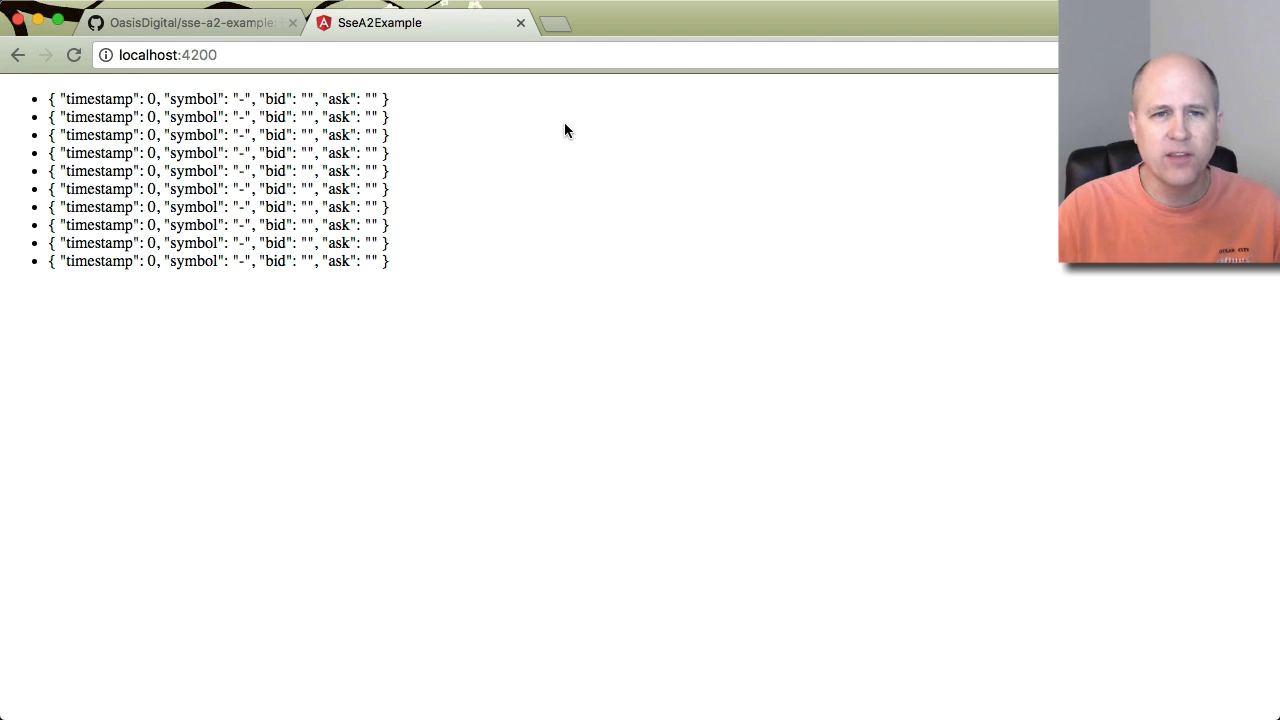 OasisDigital/sse-a2-example:
SseA2Example
localhost:4200
• { "timestamp": 0, "symbol": "-", "bid": "", "ask": "" }
• { "timestamp": 0, "symbol": "-", "bid": "", "ask": "" }
• { "timestamp": 0, "symbol": "-", "bid": "", "ask": "" }
• { "timestamp": 0, "symbol": "-", "bid": "", "ask": "" }
• { "timestamp": 0, "symbol": "-", "bid": "", "ask": "" }
• { "timestamp": 0, "symbol": "-", "bid": "", "ask": "" }
• { "timestamp": 0, "symbol": "-", "bid": "", "ask": "" }
• { "timestamp": 0, "symbol": "-", "bid": "", "ask": "" }
• { "timestamp": 0, "symbol": "-", "bid": "", "ask": "" }
• { "timestamp": 0, "symbol": "-", "bid": "", "ask": "" }